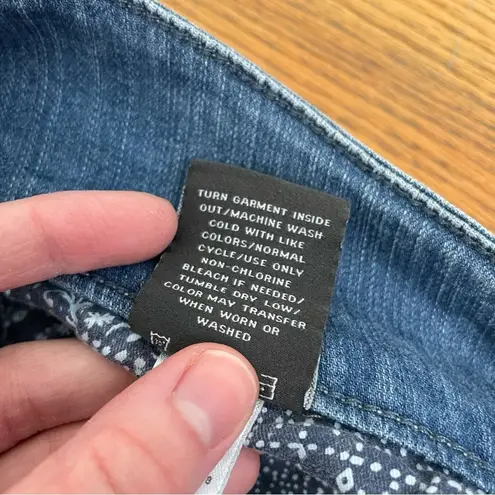 TURN GARMENT INSIDE
OUT/MACHINE WASH
COLD WITH LIKE
COLORS/NORMAL
CYCLE/USE ONLY
NON-CHLORINE
BLEACH IF NEEDED/
TUMBLE DRY LOW/
COLOR MAY TRANSFER
WHEN WORN OR
WASHED